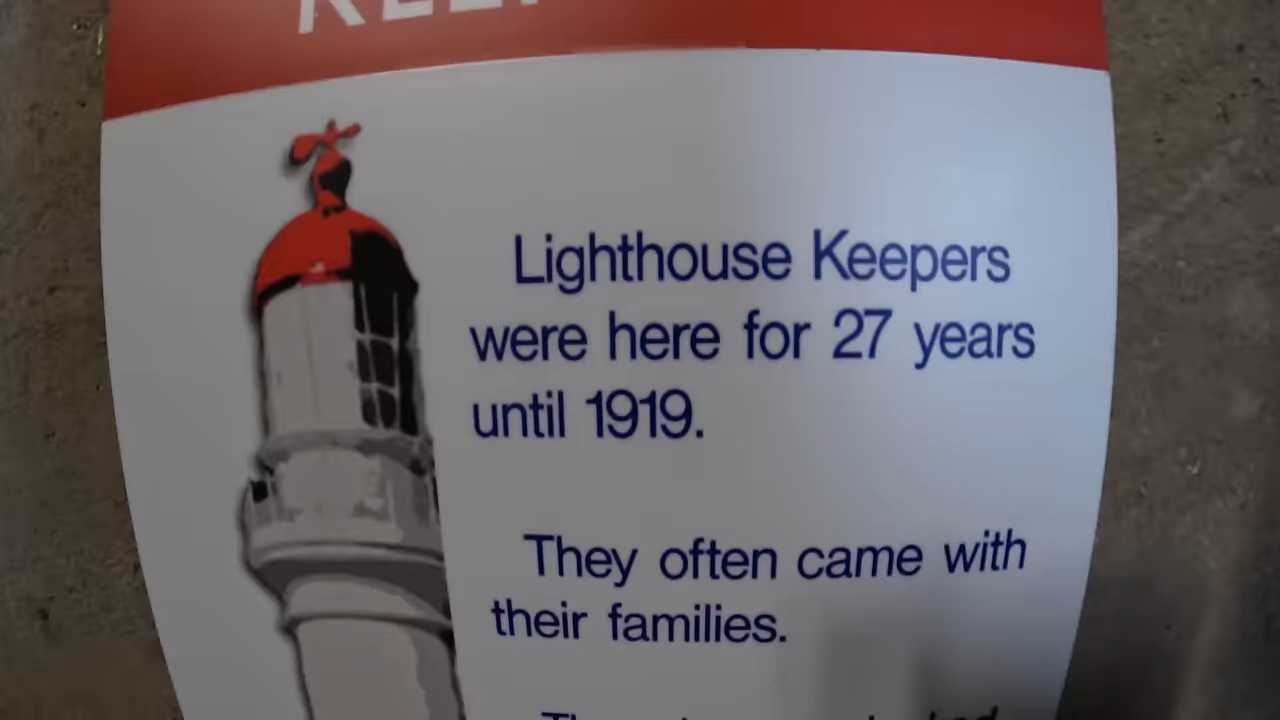 Lighthouse Keepers
were here for 27 years
until 1919.
They often came with
their families.